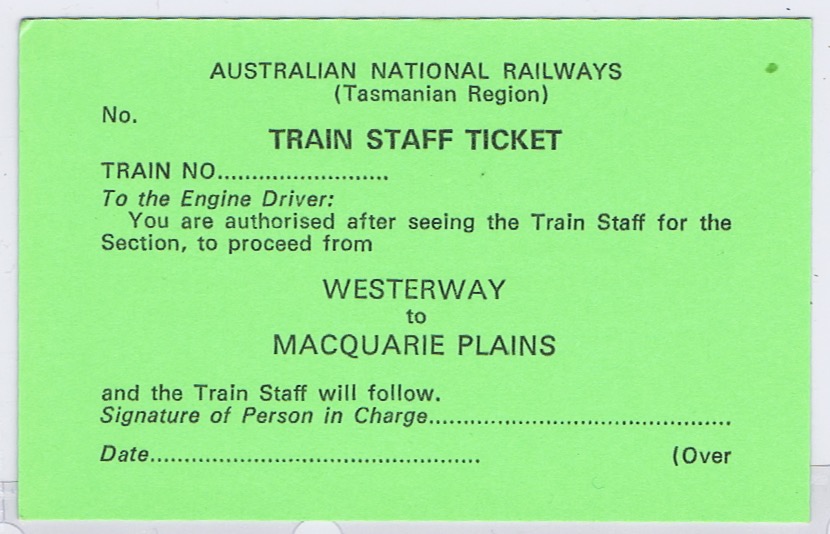 AUSTRALIAN NATIONAL RAILWAYS
(Tasmanian Region)
No.
TRAIN STAFF TICKET
TRAIN NO.........................
To the Engine Driver:
You are authorised after seeing the Train Staff for the
Section, to proceed from
WESTERWAY
to
MACQUARIE PLAINS
and the Train Staff will follow.
Signature of Person in Charge............................................
Date................................................ (Over